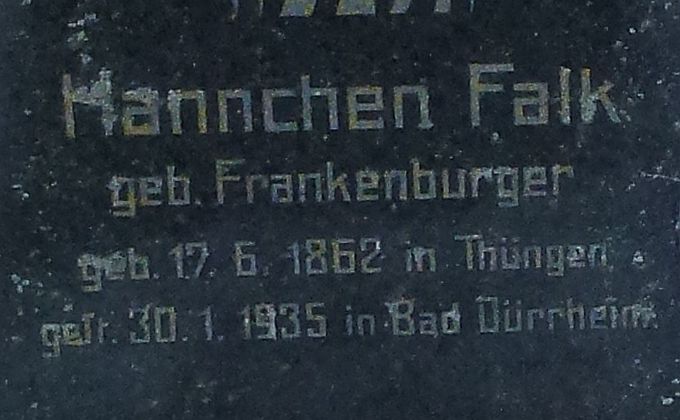 Hannchen Falk
geb. Frankenburger
geb. 17. 6. 1862 in Thüngen
gest. 30. 1. 1935 in Bad Dürrheim.